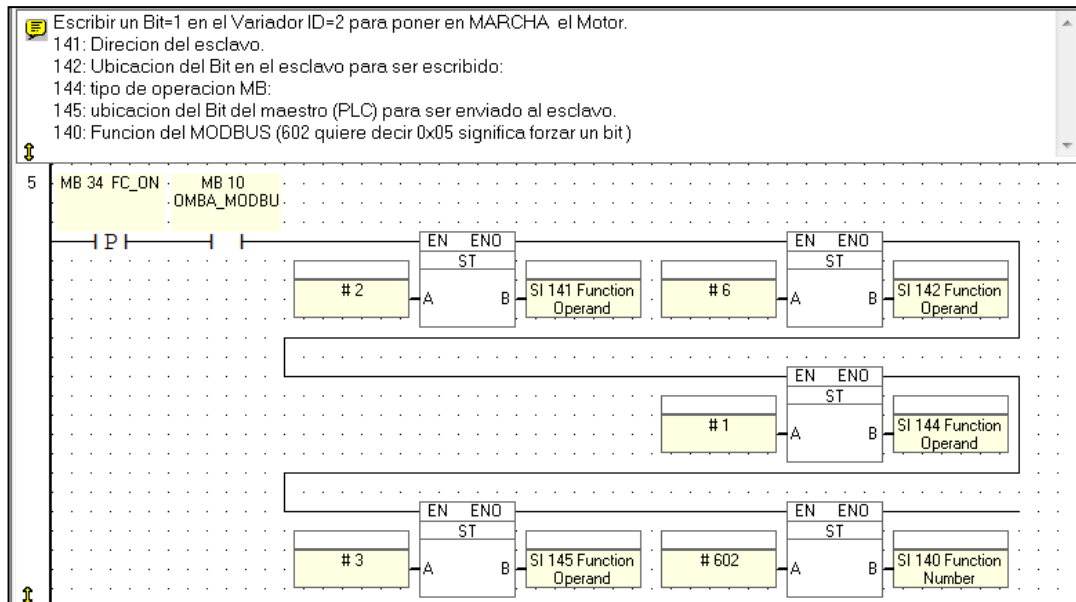 Escribir un Bit=1 en el Variador ID=2 para poner en MARCHA el Motor.
141: Direcion del esclavo.
142: Ubicacion del Bit en el esclavo para ser escribido:
144: tipo de operacion MB:
145: ubicacion del Bit del maestro (PLC) para ser enviado al esclavo.
140: Funcion del MODBUS (602 quiere decir 0x05 significa forzar un bit)
5
MB 34 FC_ON
MB 10
OMBA_MODBU
P
EN ENO
ST
# 2
A
B
SI 141 Function
Operand
EN ENO
ST
# 6
A
B
SI 142 Function
Operand
EN ENO
ST
# 1
A
B
SI 144 Function
Operand
EN ENO
ST
# 3
A
B
SI 145 Function
Operand
EN ENO
ST
# 602
A
B
SI 140 Function
Number